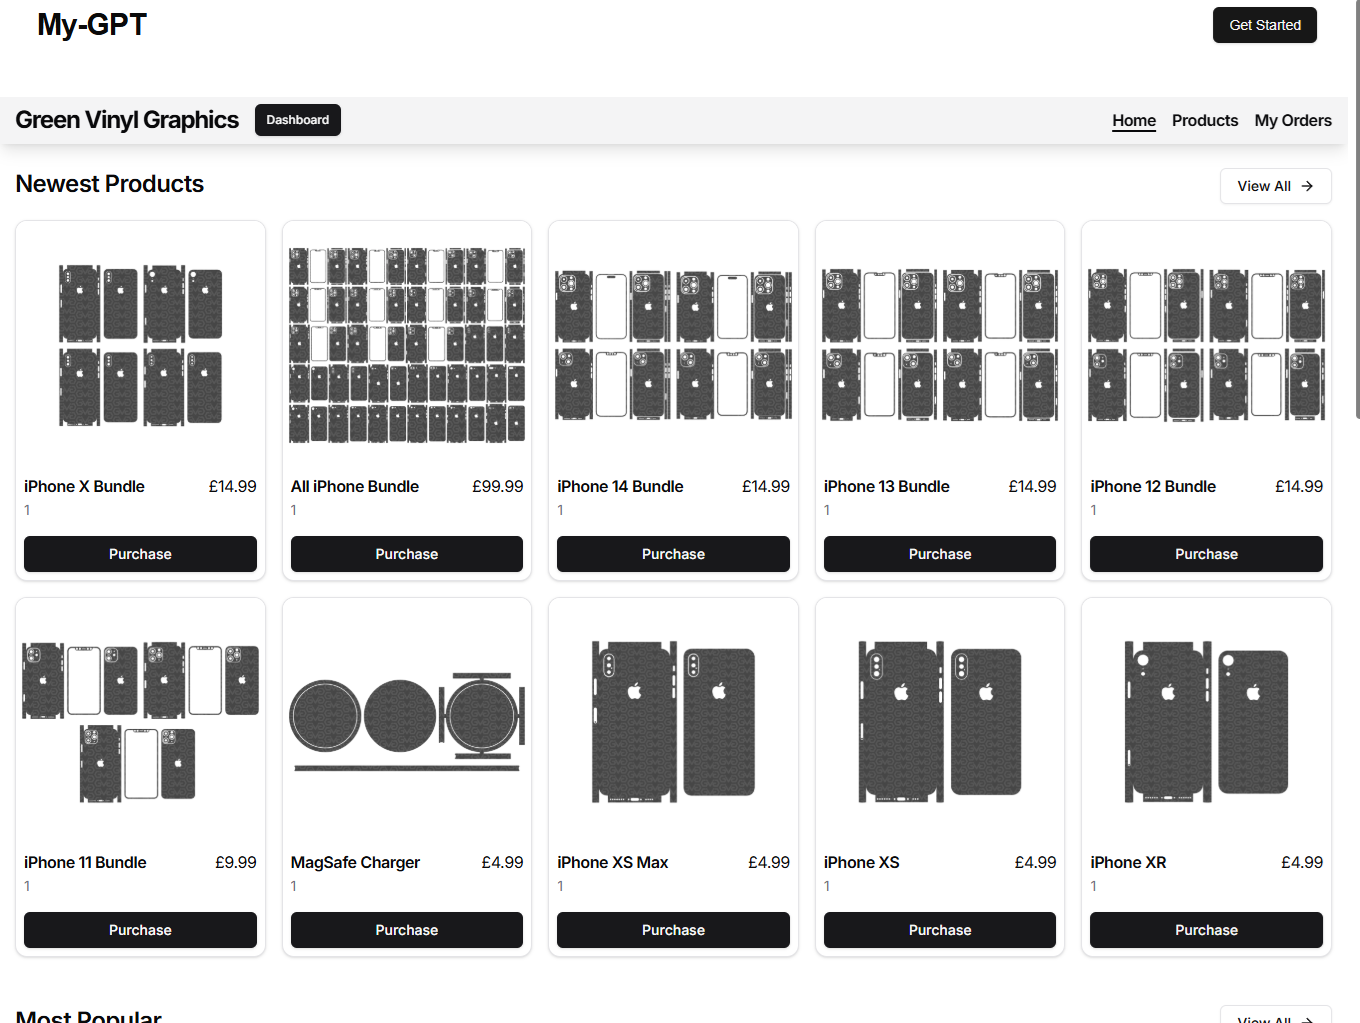 My-GPT
Get Started
Green Vinyl Graphics
Dashboard
Home
Products
My Orders
Newest Products
View All
iPhone X Bundle £14.99
1
Purchase
All iPhone Bundle £99.99
1
Purchase
iPhone 14 Bundle £14.99
1
Purchase
iPhone 13 Bundle £14.99
1
Purchase
iPhone 12 Bundle £14.99
1
Purchase
iPhone 11 Bundle £9.99
1
Purchase
MagSafe Charger £4.99
1
Purchase
iPhone XS Max £4.99
1
Purchase
iPhone XS £4.99
1
Purchase
iPhone XR £4.99
1
Purchase
Most Popular
View All